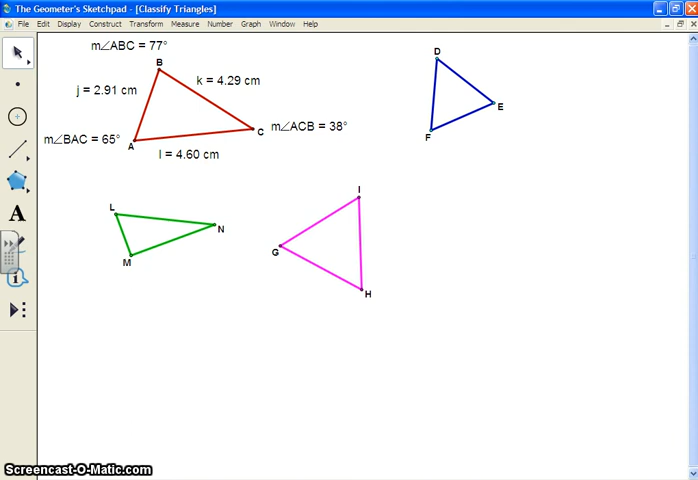 The Geometer's Sketchpad - [Classify Triangles]
File Edit Display Construct Transform Measure Number Graph Window Help
m∠ABC = 77°
B
k = 4.29 cm
j = 2.91 cm
C
m∠ACB = 38°
m∠BAC = 65°
A
l = 4.60 cm
D
E
F
L
N
M
I
G
H
A
i
Screencast-O-Matic.com